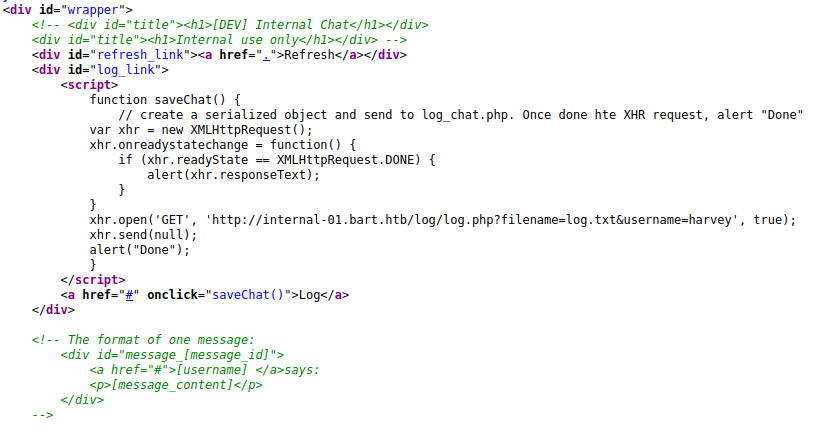 <div id="wrapper">
<!-- <div id="title"><h1>[DEV] Internal Chat</h1></div>
<div id="title"><h1>Internal use only</h1></div> -->
<div id="refresh_link"><a href=".">Refresh</a></div>
<div id="log_link">
<script>
function saveChat() {
// create a serialized object and send to log_chat.php. Once done hte XHR request, alert "Done"
var xhr = new XMLHttpRequest();
xhr.onreadystatechange = function() {
if (xhr.readyState == XMLHttpRequest.DONE) {
alert(xhr.responseText);
}
}
xhr.open('GET', 'http://internal-01.bart.htb/log/log.php?filename=log.txt&username=harvey', true);
xhr.send(null);
alert("Done");
}
</script>
<a href="#" onclick="saveChat()">Log</a>
</div>
<!-- The format of one message:
<div id="message_[message_id]">
<a href="#">[username] </a>says:
<p>[message_content]</p>
</div>
-->